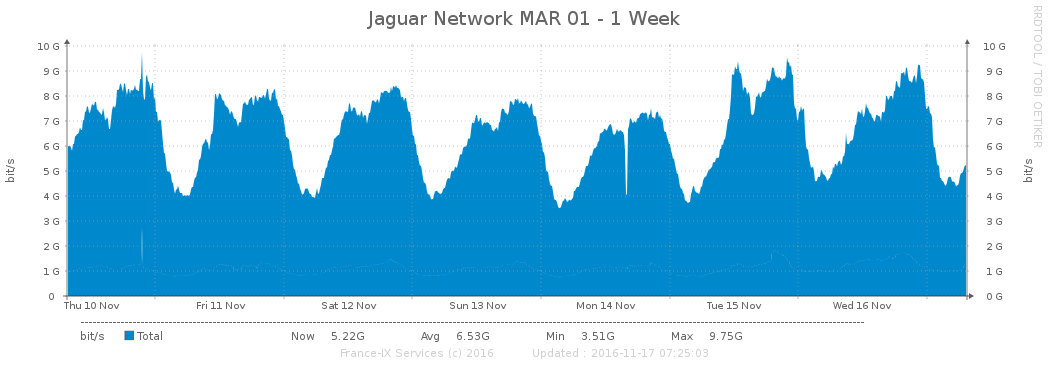 Jaguar Network MAR 01 - 1 Week
RRDTOOL / TOBI OETIKER
bit/s
bit/s
10 G 10 G
9 G 9 G
8 G 8 G
7 G 7 G
6 G 6 G
5 G 5 G
4 G 4 G
3 G 3 G
2 G 2 G
1 G 1 G
0 0 G
Thu 10 Nov Fri 11 Nov Sat 12 Nov Sun 13 Nov Mon 14 Nov Tue 15 Nov Wed 16 Nov
bit/s Total Now 5.22G Avg 6.53G Min 3.51G Max 9.75G
France-IX Services (c) 2016 Updated : 2016-11-17 07:25:03